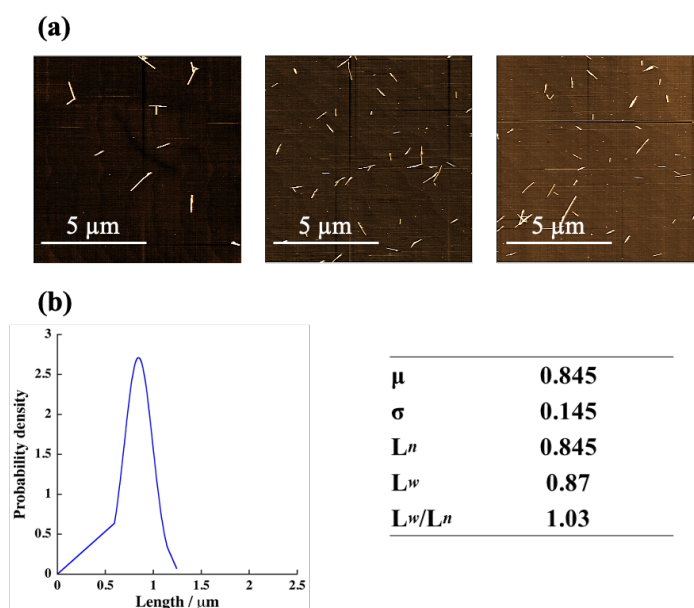 (a)
5 µm
5 µm
5 µm
(b)
3
2.5
2
1.5
1
0.5
0
Probability density
0
0.5
1
1.5
2
2.5
Length / µm
µ 0.845
σ 0.145
Ln 0.845
Lw 0.87
Lw/Ln 1.03